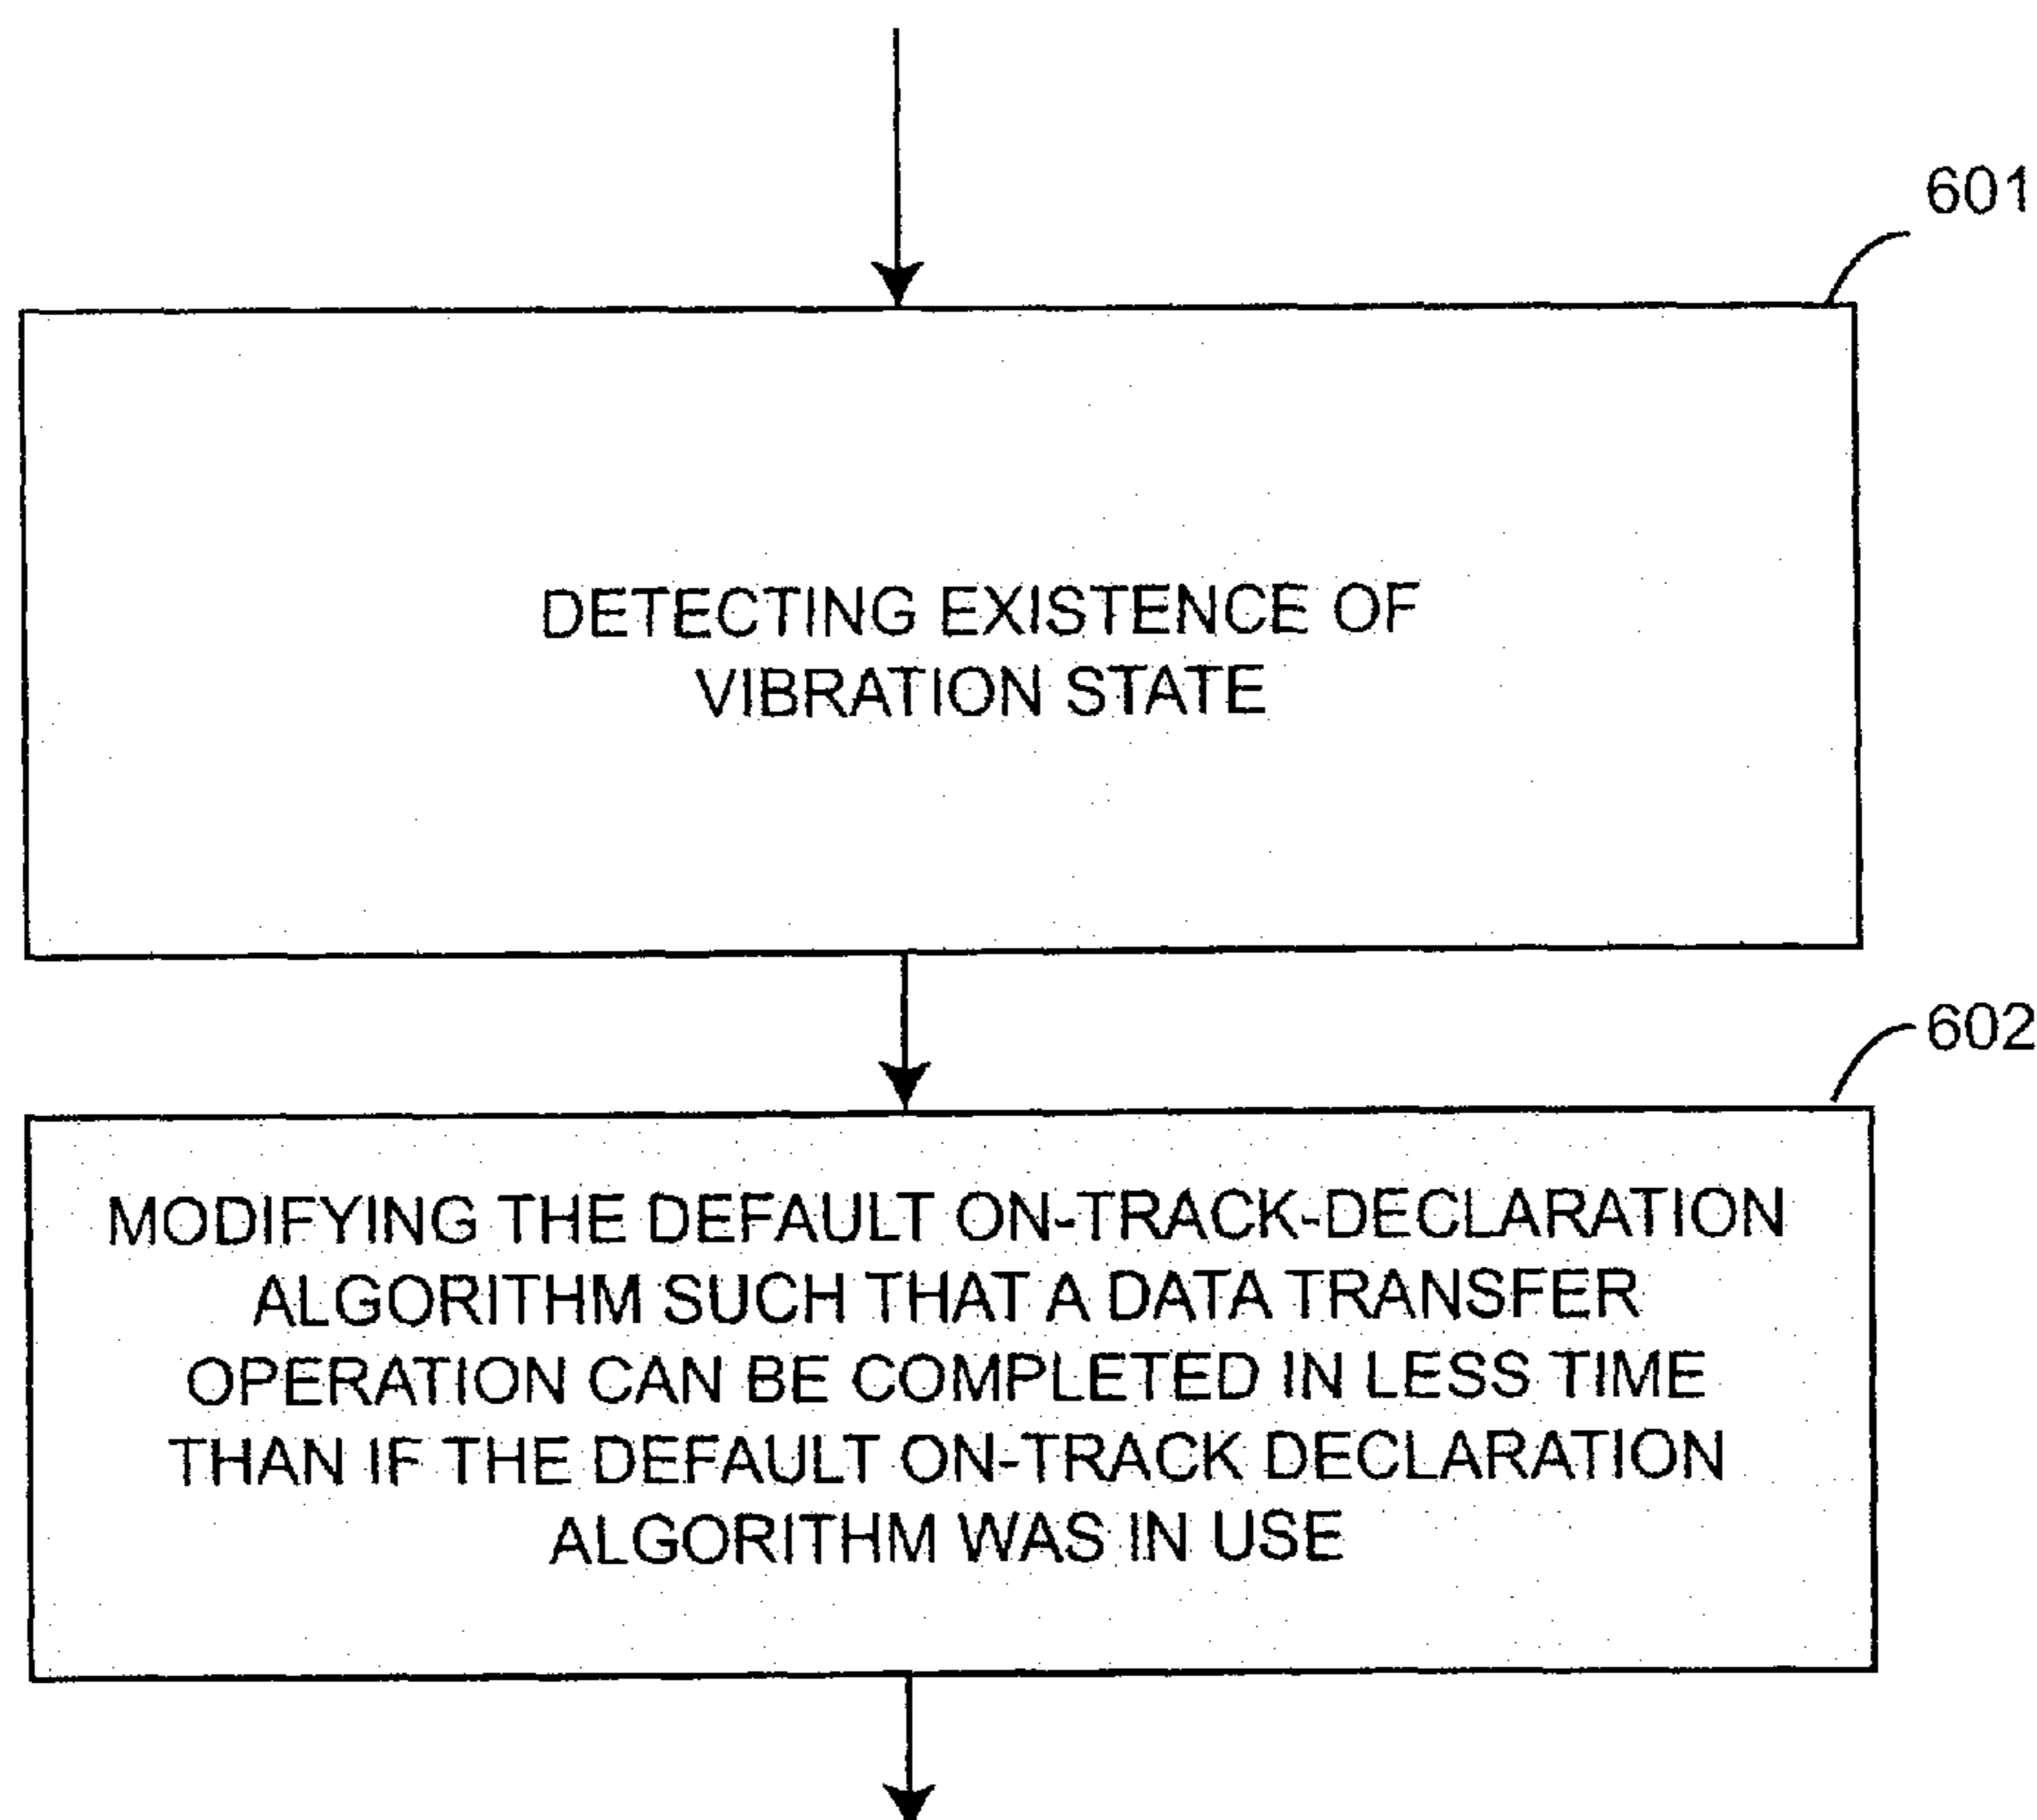 601
DETECTING EXISTENCE OF
VIBRATION STATE
602
MODIFYING THE DEFAULT ON-TRACK-DECLARATION
ALGORITHM SUCH THAT A DATA TRANSFER
OPERATION CAN BE COMPLETED IN LESS TIME
THAN IF THE DEFAULT ON-TRACK DECLARATION
ALGORITHM WAS IN USE